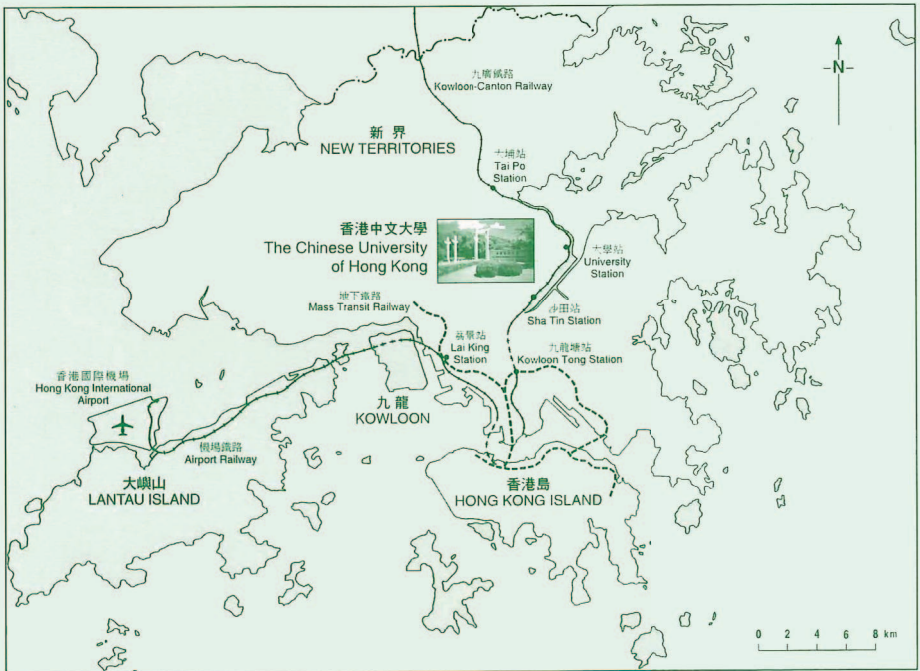 九廣鐵路
Kowloon-Canton Railway
-N-
新界
NEW TERRITORIES
大埔站
Tai Po
Station
香港中文大學
The Chinese University
of Hong Kong
大學站
University
Station
地下鐵路
Mass Transit Railway
沙田站
Sha Tin Station
荔景站
Lai King
Station
九龍塘站
Kowloon Tong Station
香港國際機場
Hong Kong International
Airport
九龍
KOWLOON
機場鐵路
Airport Railway
大嶼山
LANTAU ISLAND
香港島
HONG KONG ISLAND
0 2 4 6 8 km